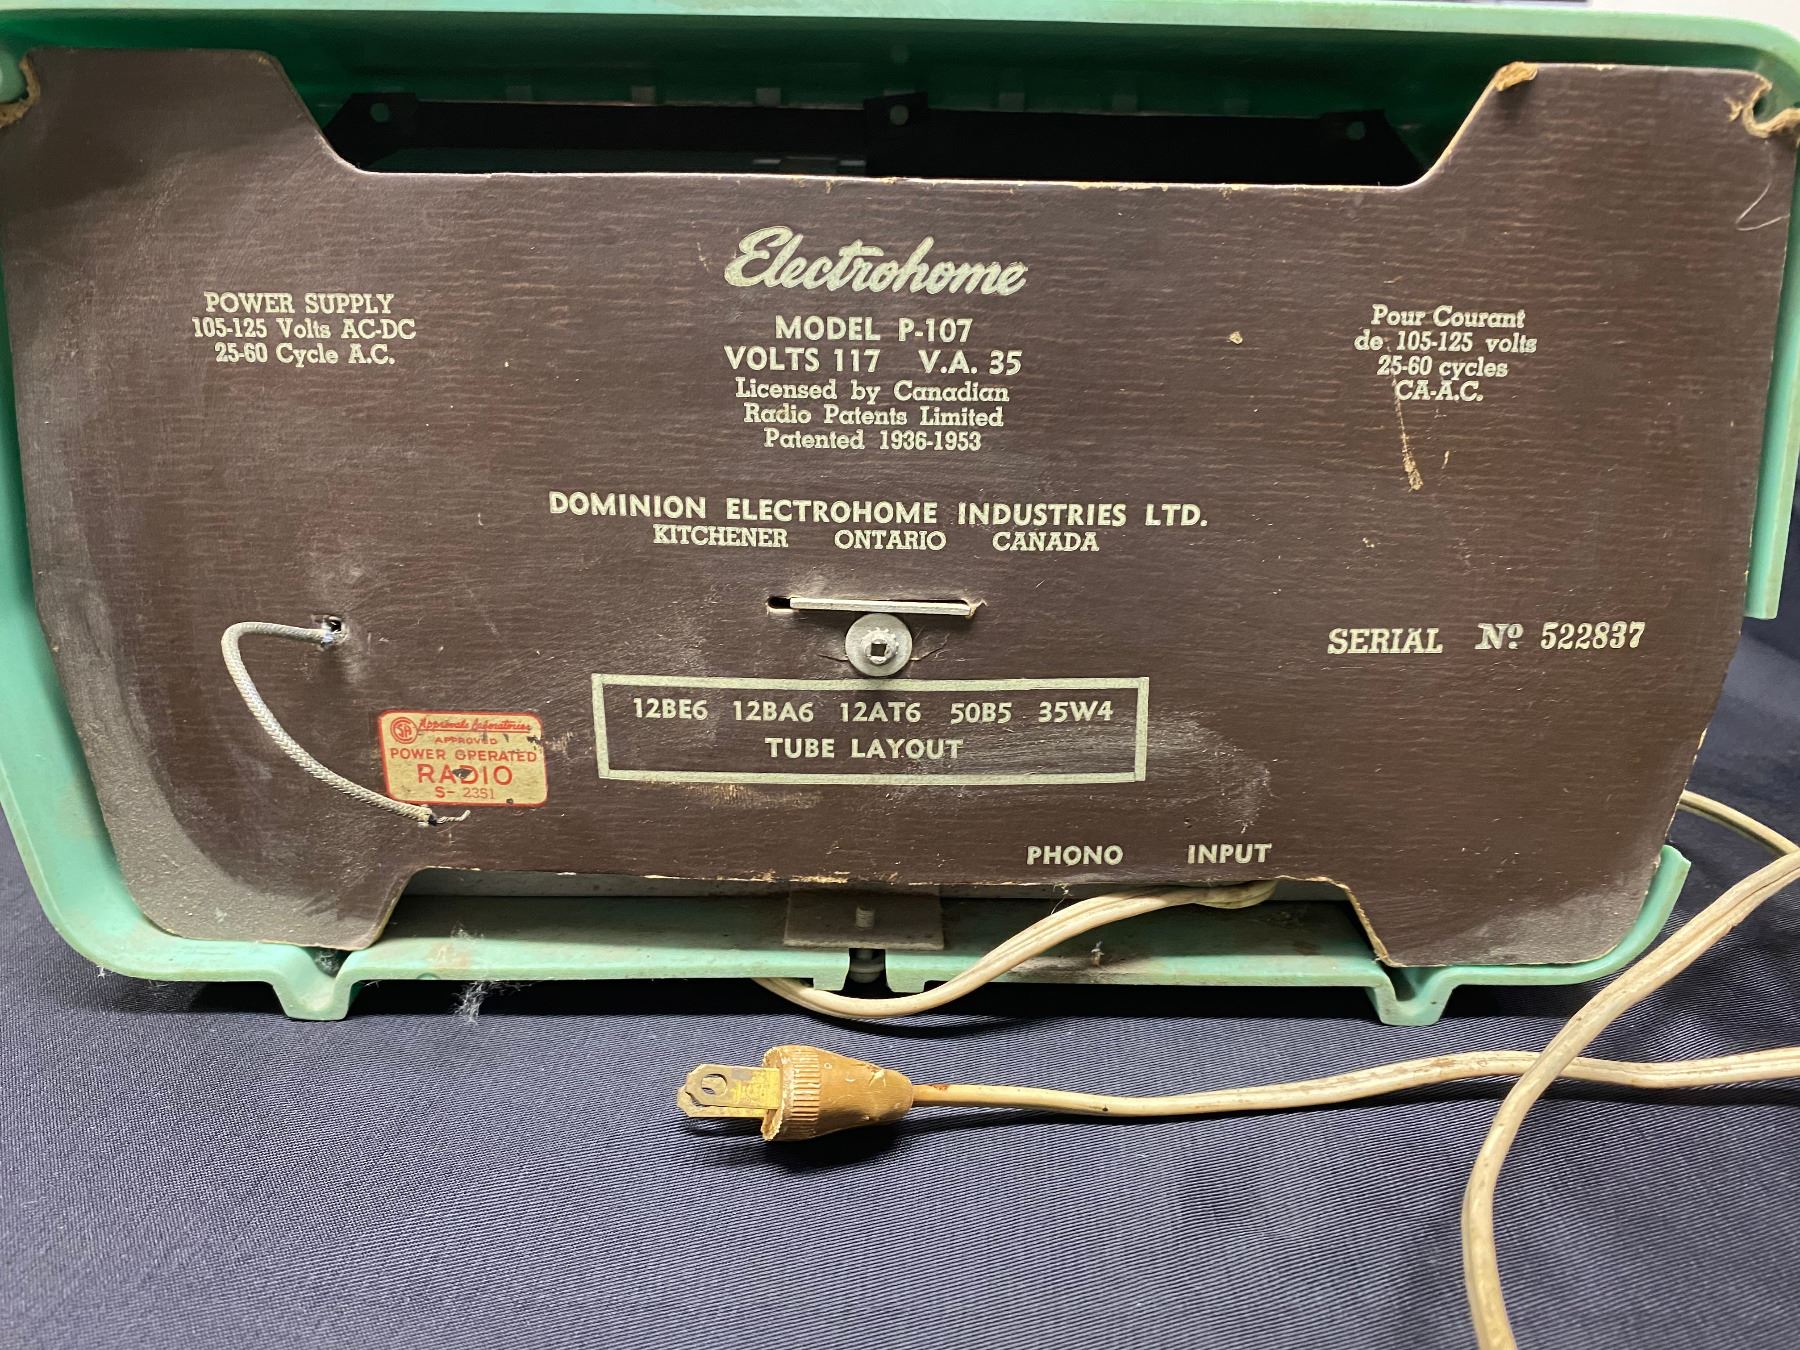 Electrohome
MODEL P-107
VOLTS 117 V.A. 35
Licensed by Canadian
Radio Patents Limited
Patented 1936-1953
POWER SUPPLY
105-125 Volts AC-DC
25-60 Cycle A.C.
Pour Courant
de 105-125 volts
25-60 cycles
CA-A.C.
DOMINION ELECTROHOME INDUSTRIES LTD.
KITCHENER ONTARIO CANADA
SERIAL Nº 522837
12BE6 12BA6 12AT6 50B5 35W4
TUBE LAYOUT
CSA Approvals Laboratories
APPROVED
POWER OPERATED
RADIO
S- 2351
PHONO INPUT